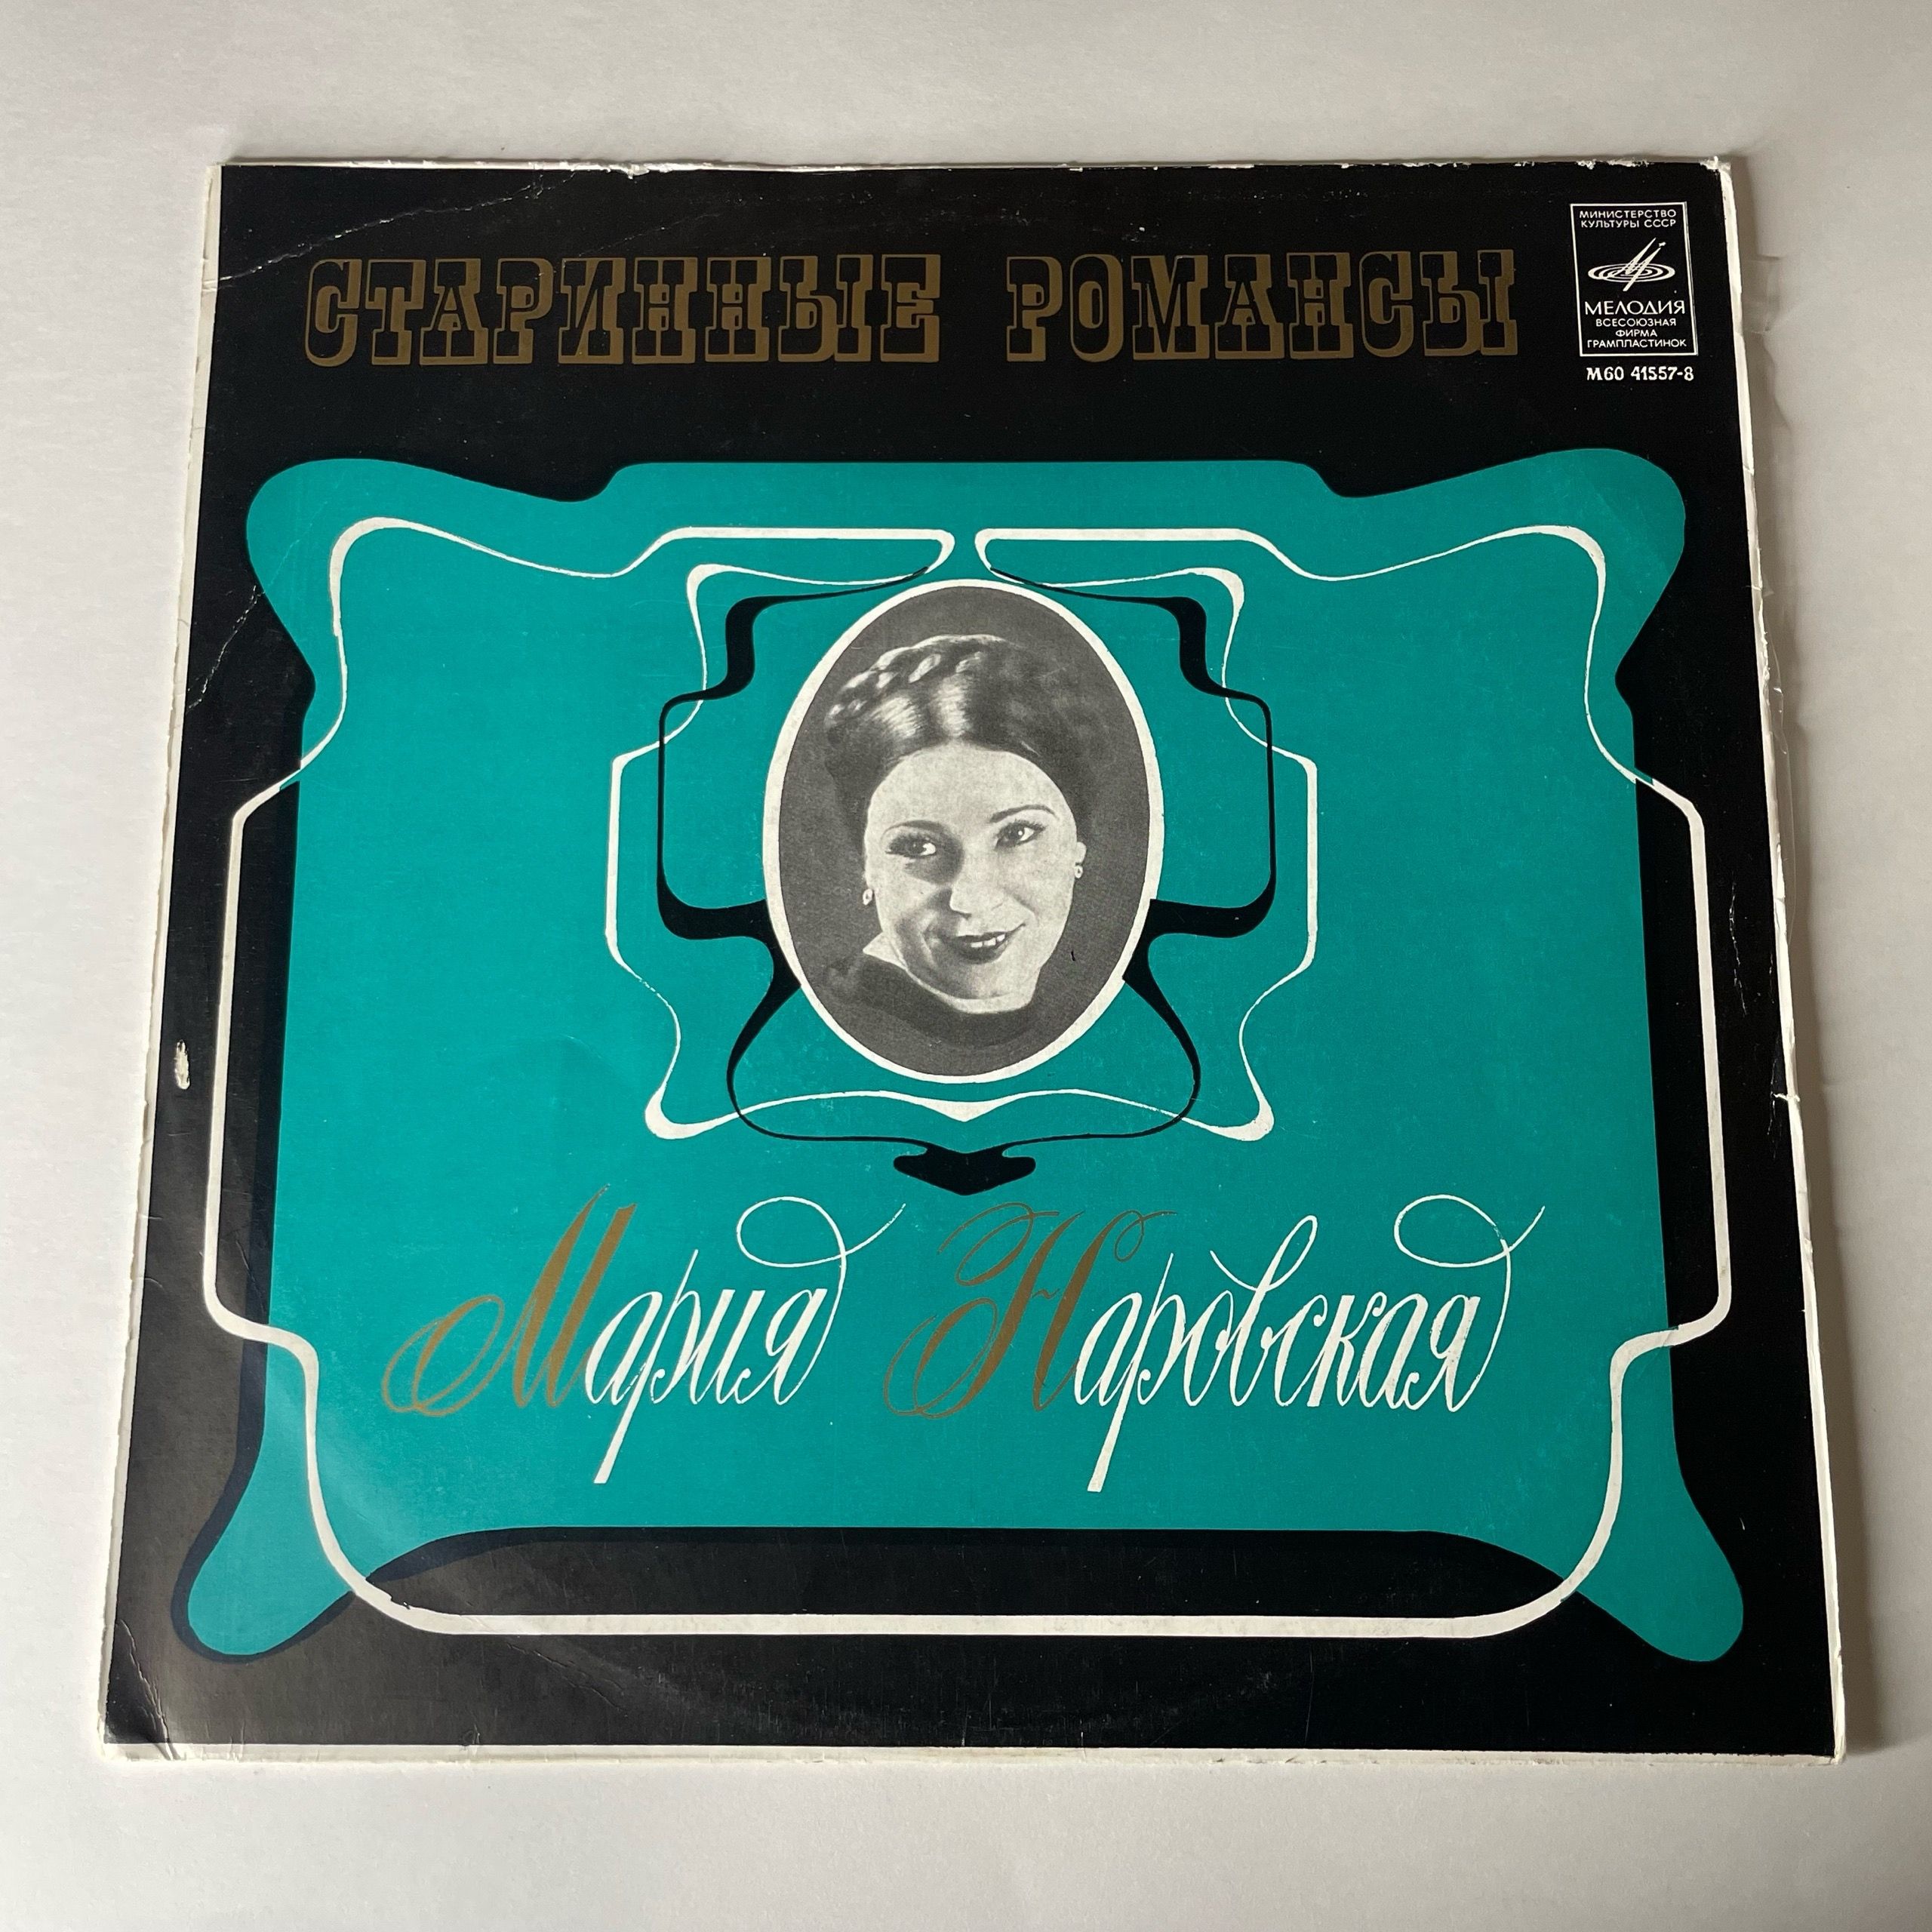 СТАРИННЫЕ РОМАНСЫ
МИНИСТЕРСТВО
КУЛЬТУРЫ СССР
МЕЛОДИЯ
ВСЕСОЮЗНАЯ
ФИРМА
ГРАМПЛАСТИНОК
М60 41557-8
Мария Наровская